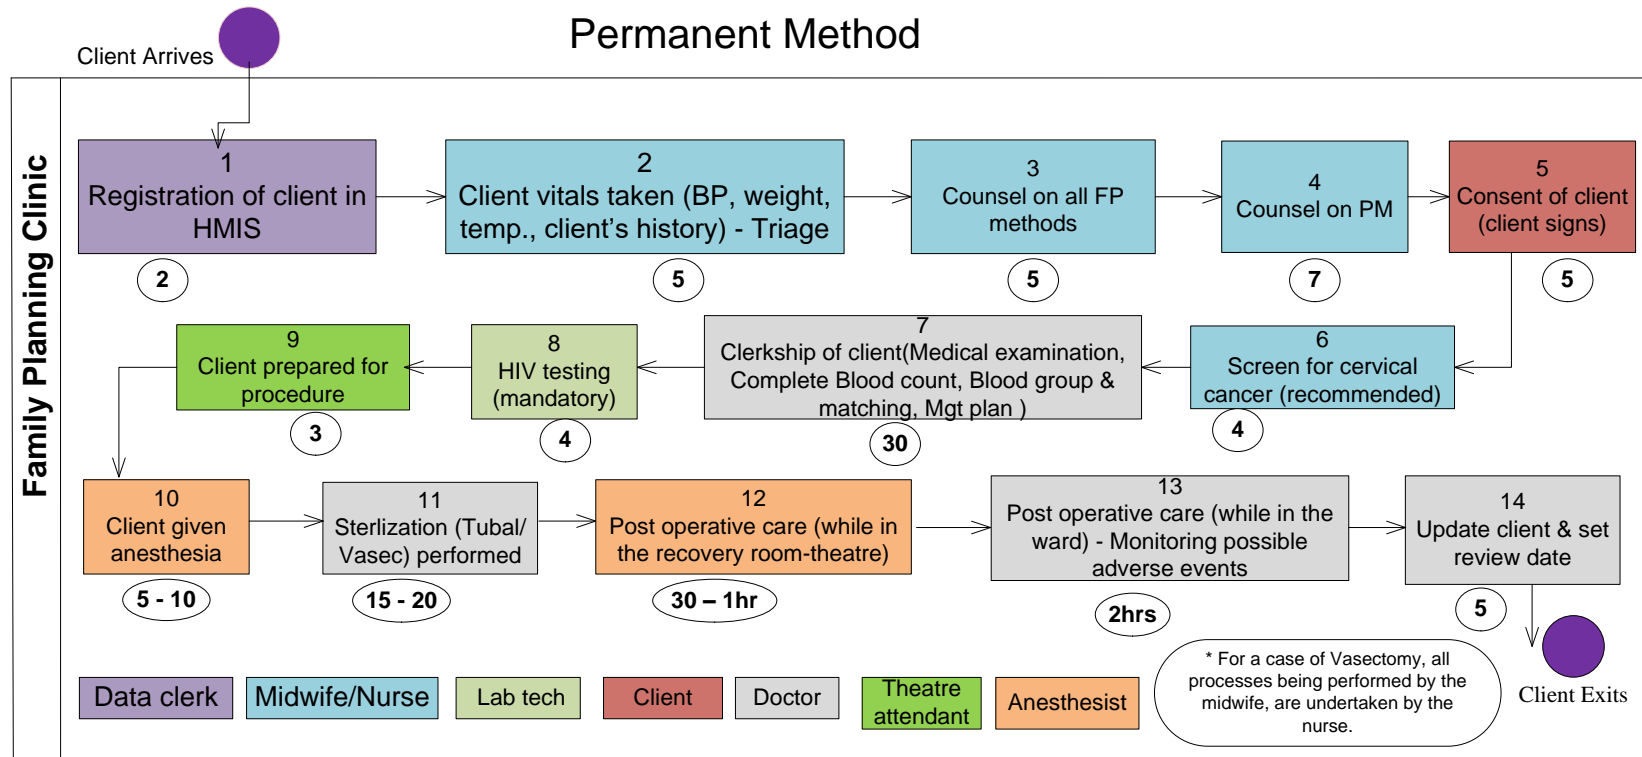 Permanent Method
Client Arrives
Family Planning Clinic
1
Registration of client in
HMIS
2
2
Client vitals taken (BP, weight,
temp., client's history) - Triage
5
3
Counsel on all FP
methods
5
4
Counsel on PM
7
5
Consent of client
(client signs)
5
6
Screen for cervical
cancer (recommended)
4
7
Clerkship of client(Medical examination,
Complete Blood count, Blood group &
matching, Mgt plan )
30
8
HIV testing
(mandatory)
4
9
Client prepared for
procedure
3
10
Client given
anesthesia
5 - 10
11
Sterlization (Tubal/
Vasec) performed
15 - 20
12
Post operative care (while in
the recovery room-theatre)
30 – 1hr
13
Post operative care (while in the
ward) - Monitoring possible
adverse events
2hrs
14
Update client & set
review date
5
Client Exits
Data clerk
Midwife/Nurse
Lab tech
Client
Doctor
Theatre
attendant
Anesthesist
* For a case of Vasectomy, all
processes being performed by the
midwife, are undertaken by the
nurse.